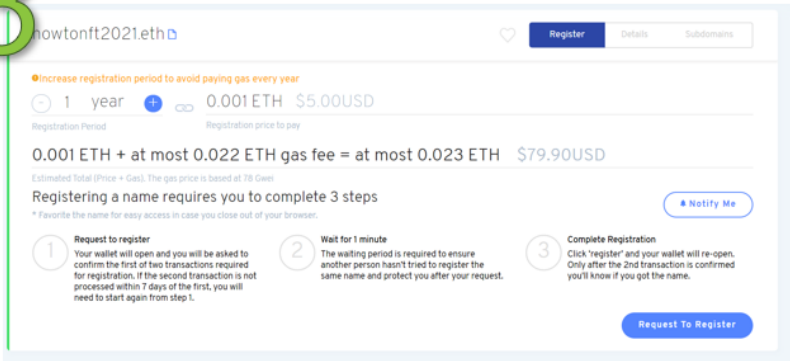 howtonft2021.eth
Register Details Subdomains
Increase registration period to avoid paying gas every year
1 year + 0.001 ETH $5.00USD
Registration Period Registration price to pay
0.001 ETH + at most 0.022 ETH gas fee = at most 0.023 ETH $79.90USD
Estimated Total (Price + Gas). The gas price is based at 78 Gwei
Registering a name requires you to complete 3 steps
* Favorite the name for easy access in case you close out of your browser.
Notify Me
1
Request to register
Your wallet will open and you will be asked to
confirm the first of two transactions required
for registration. If the second transaction is not
processed within 7 days of the first, you will
need to start again from step 1.
2
Wait for 1 minute
The waiting period is required to ensure
another person hasn't tried to register the
same name and protect you after your request.
3
Complete Registration
Click 'register' and your wallet will re-open.
Only after the 2nd transaction is confirmed
you'll know if you got the name.
Request To Register